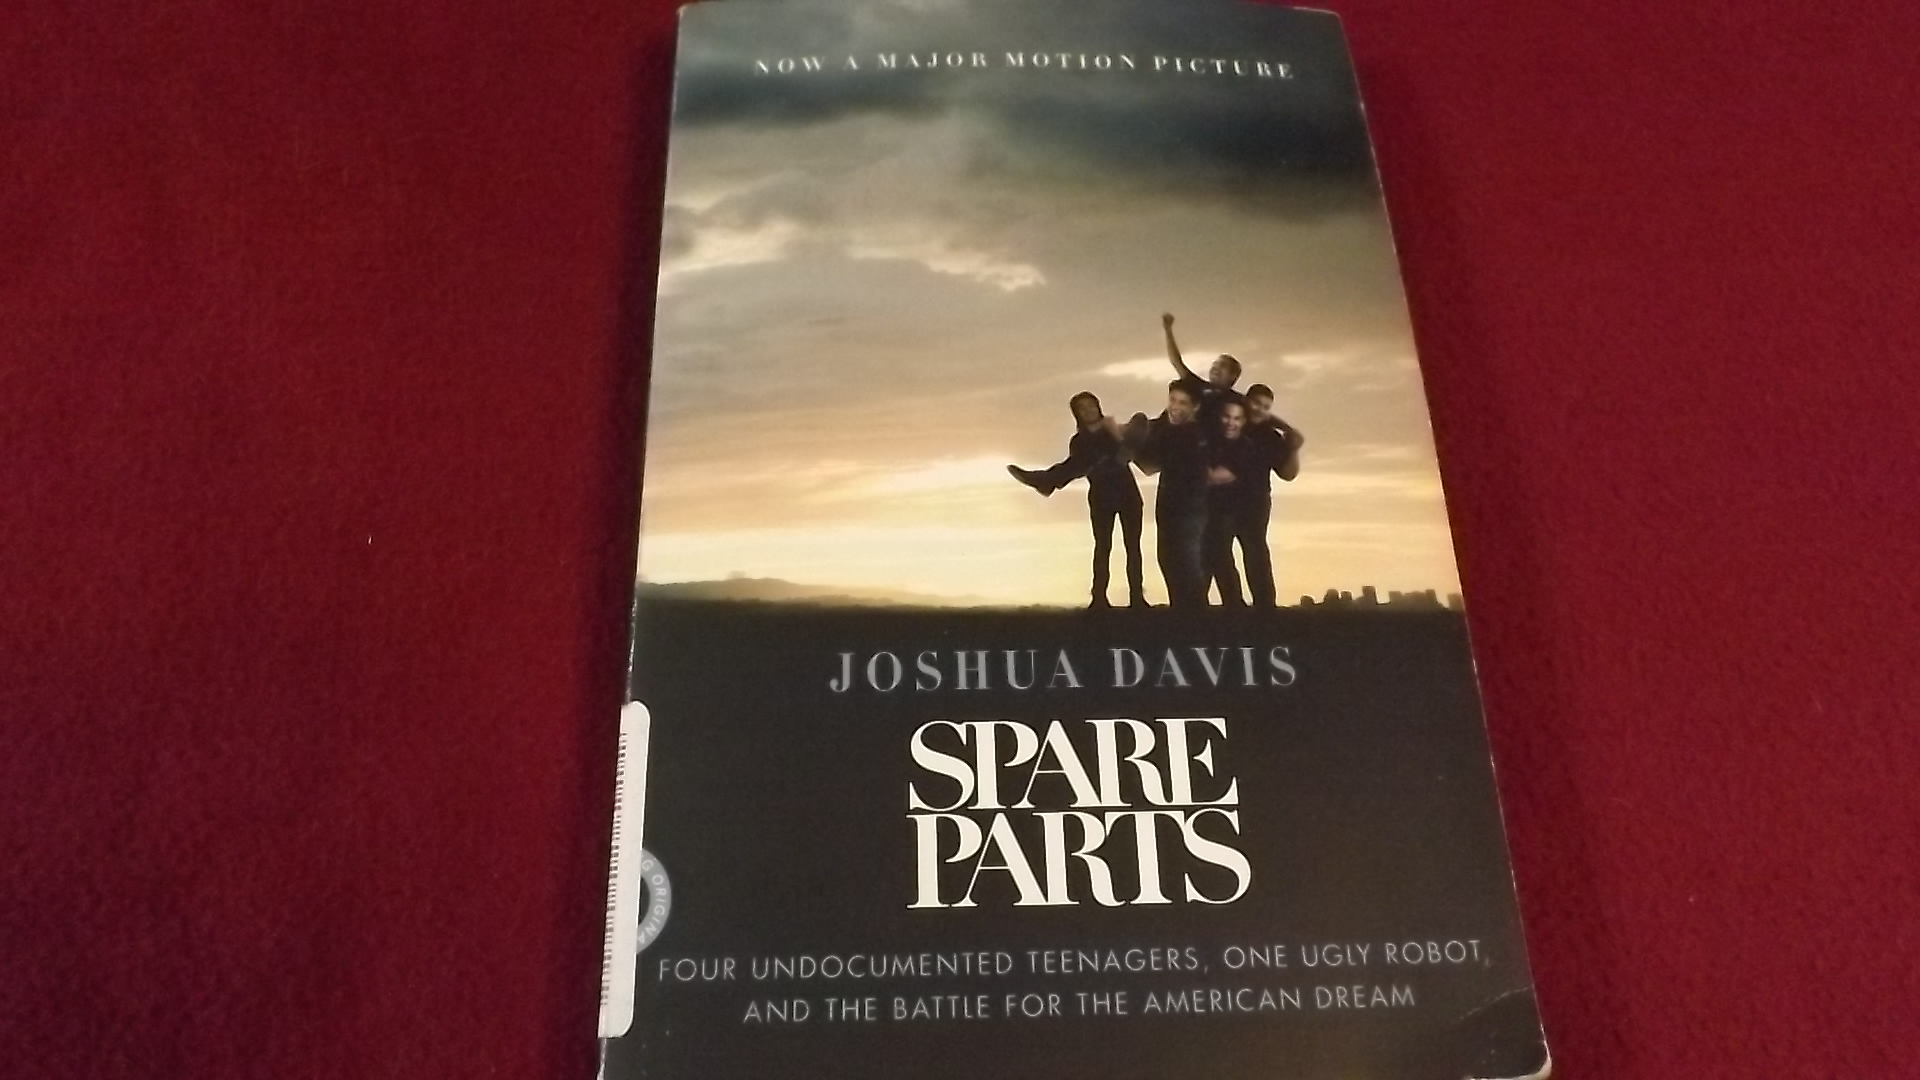 NOW A MAJOR MOTION PICTURE
JOSHUA DAVIS
SPARE
PARTS
FOUR UNDOCUMENTED TEENAGERS, ONE UGLY ROBOT,
AND THE BATTLE FOR THE AMERICAN DREAM